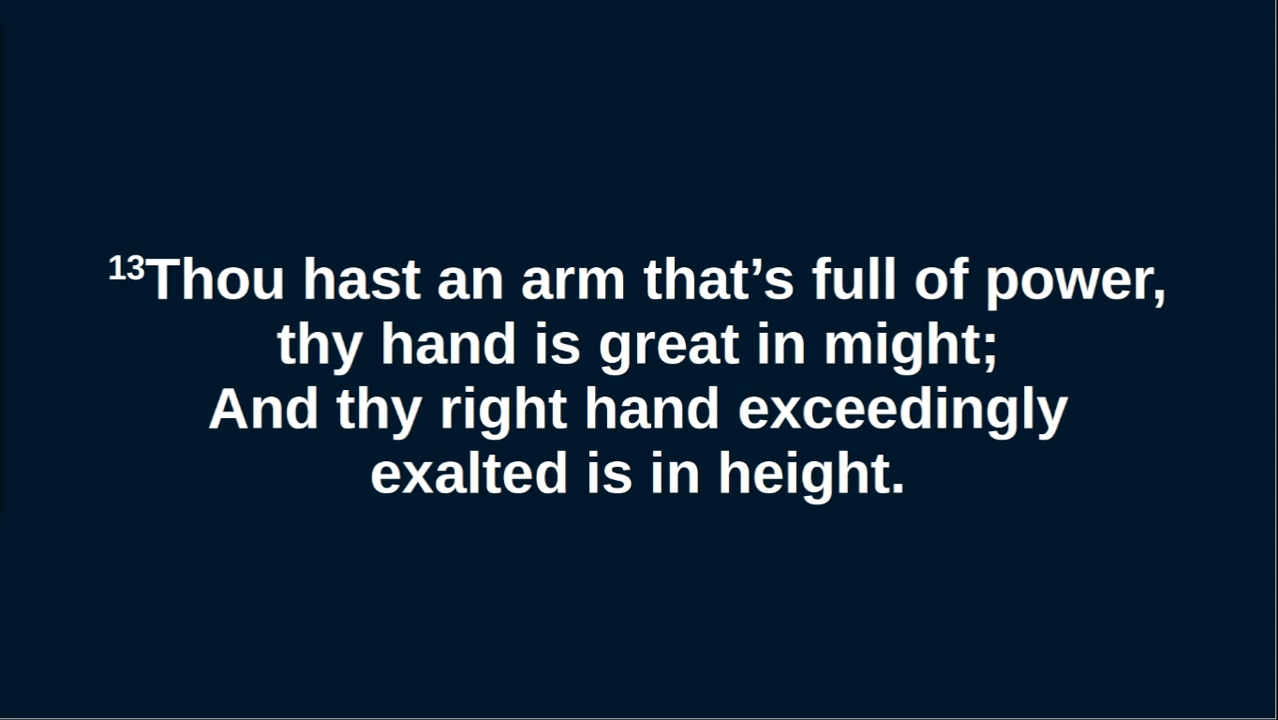 ¹³Thou hast an arm that’s full of power,
thy hand is great in might;
And thy right hand exceedingly
exalted is in height.